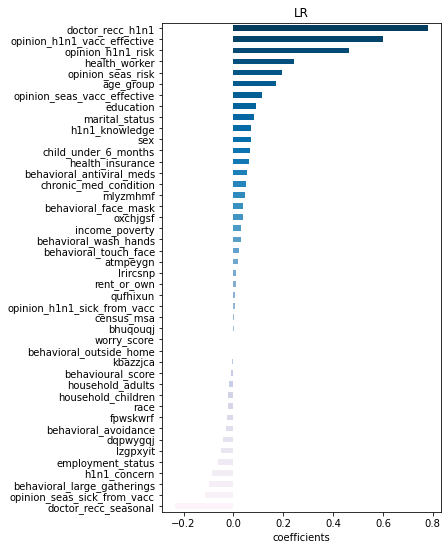 LR
doctor_recc_h1n1
opinion_h1n1_vacc_effective
opinion_h1n1_risk
health_worker
opinion_seas_risk
age_group
opinion_seas_vacc_effective
education
marital_status
h1n1_knowledge
sex
child_under_6_months
health_insurance
behavioral_antiviral_meds
chronic_med_condition
mlyzmhmf
behavioral_face_mask
oxchjgsf
income_poverty
behavioral_wash_hands
behavioral_touch_face
atmpeygn
lrircsnp
rent_or_own
qufhixun
opinion_h1n1_sick_from_vacc
census_msa
bhuqouqj
worry_score
behavioral_outside_home
kbazzjca
behavioural_score
household_adults
household_children
race
fpwskwrf
behavioral_avoidance
dqpwygqj
lzgpxyit
employment_status
h1n1_concern
behavioral_large_gatherings
opinion_seas_sick_from_vacc
doctor_recc_seasonal
−0.2 0.0 0.2 0.4 0.6 0.8
coefficients